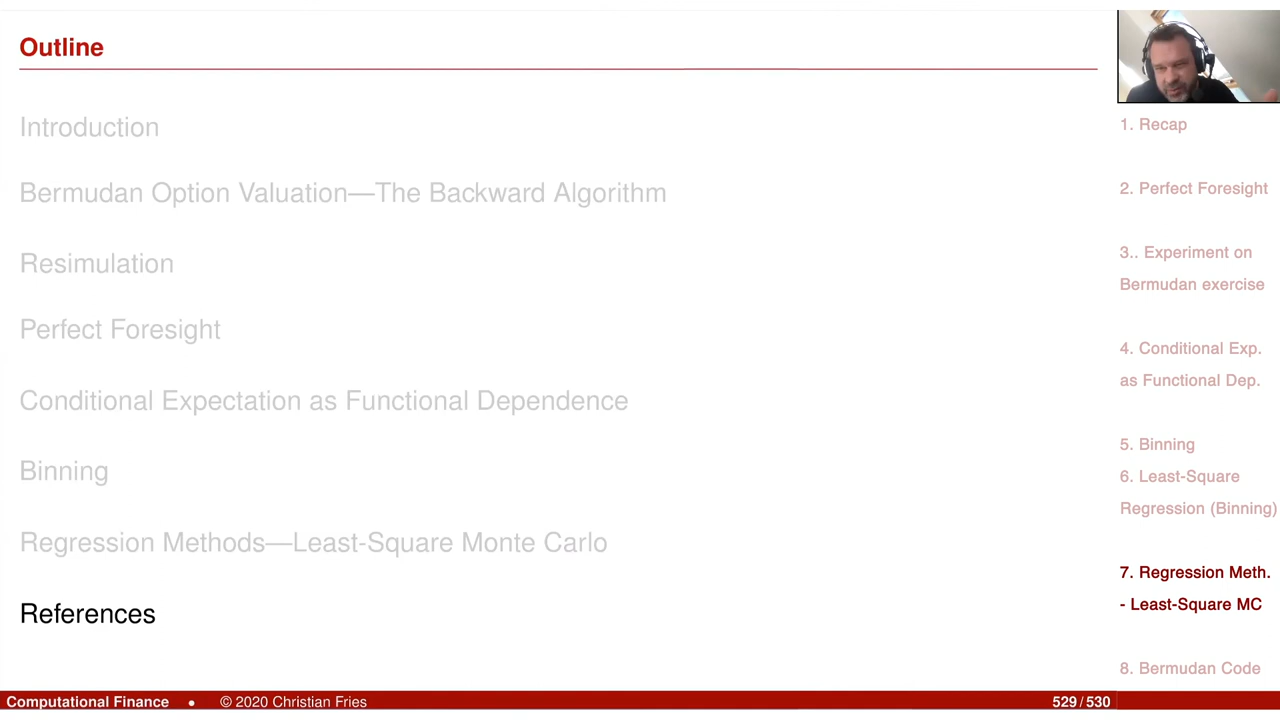 Outline
Introduction
Bermudan Option Valuation—The Backward Algorithm
Resimulation
Perfect Foresight
Conditional Expectation as Functional Dependence
Binning
Regression Methods—Least-Square Monte Carlo
References
1. Recap
2. Perfect Foresight
3.. Experiment on
Bermudan exercise
4. Conditional Exp.
as Functional Dep.
5. Binning
6. Least-Square
Regression (Binning)
7. Regression Meth.
- Least-Square MC
8. Bermudan Code
Computational Finance • © 2020 Christian Fries 529 / 530